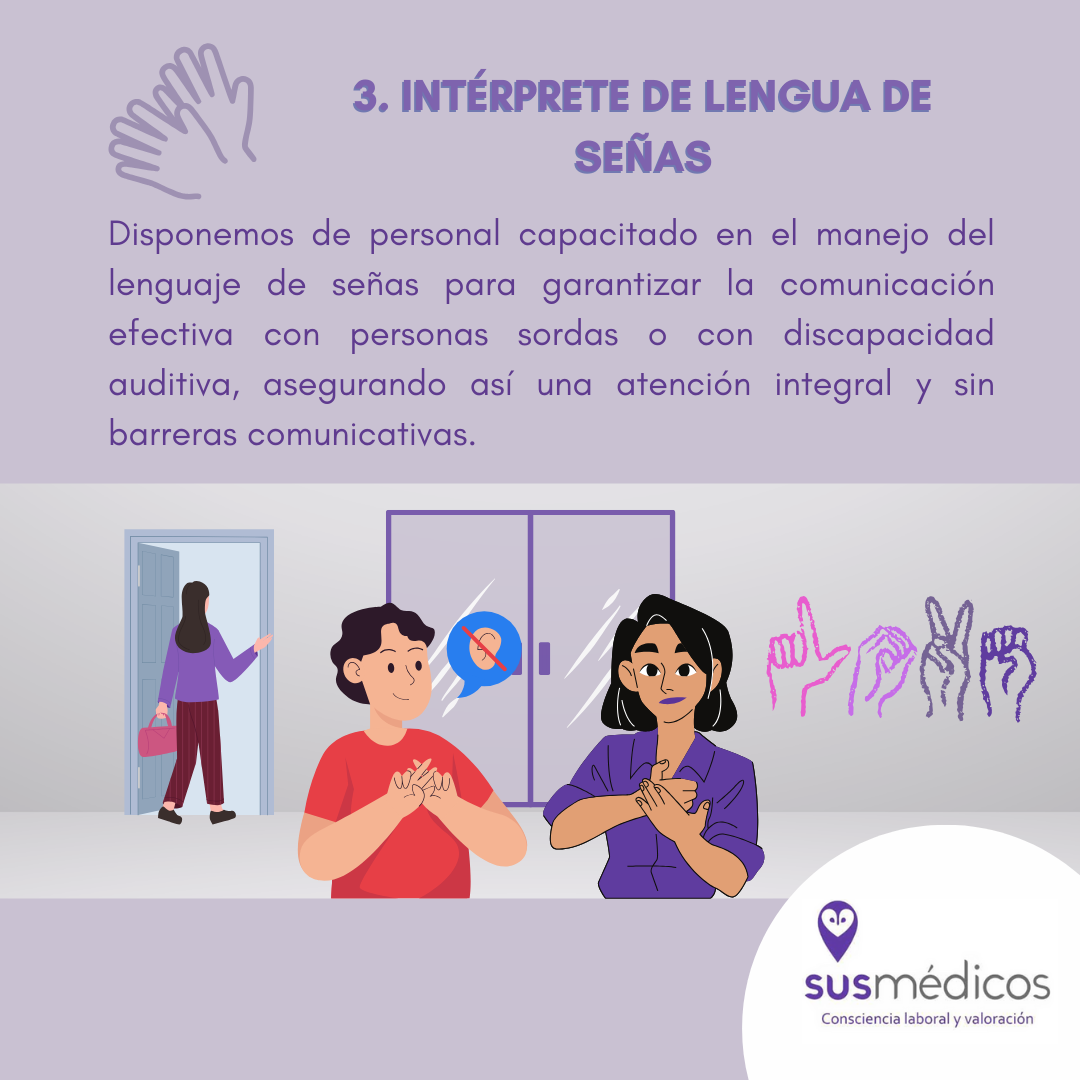 3. INTÉRPRETE DE LENGUA DE
SEÑAS
Disponemos de personal capacitado en el manejo del
lenguaje de señas para garantizar la comunicación
efectiva con personas sordas o con discapacidad
auditiva, asegurando así una atención integral y sin
barreras comunicativas.
susmédicos
Consciencia laboral y valoración